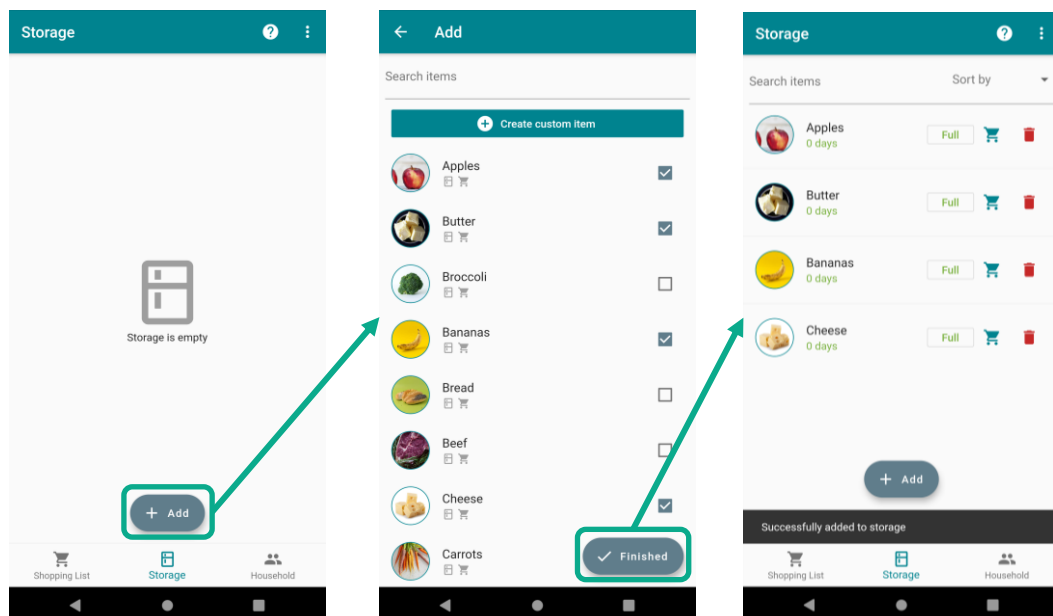 Storage
Storage is empty
+ Add
Shopping List
Storage
Household
Add
Search items
Create custom item
Apples
Butter
Broccoli
Bananas
Bread
Beef
Cheese
Carrots
Finished
Storage
Search items
Sort by
Apples
0 days
Full
Butter
0 days
Full
Bananas
0 days
Full
Cheese
0 days
Full
+ Add
Successfully added to storage
Shopping List
Storage
Household